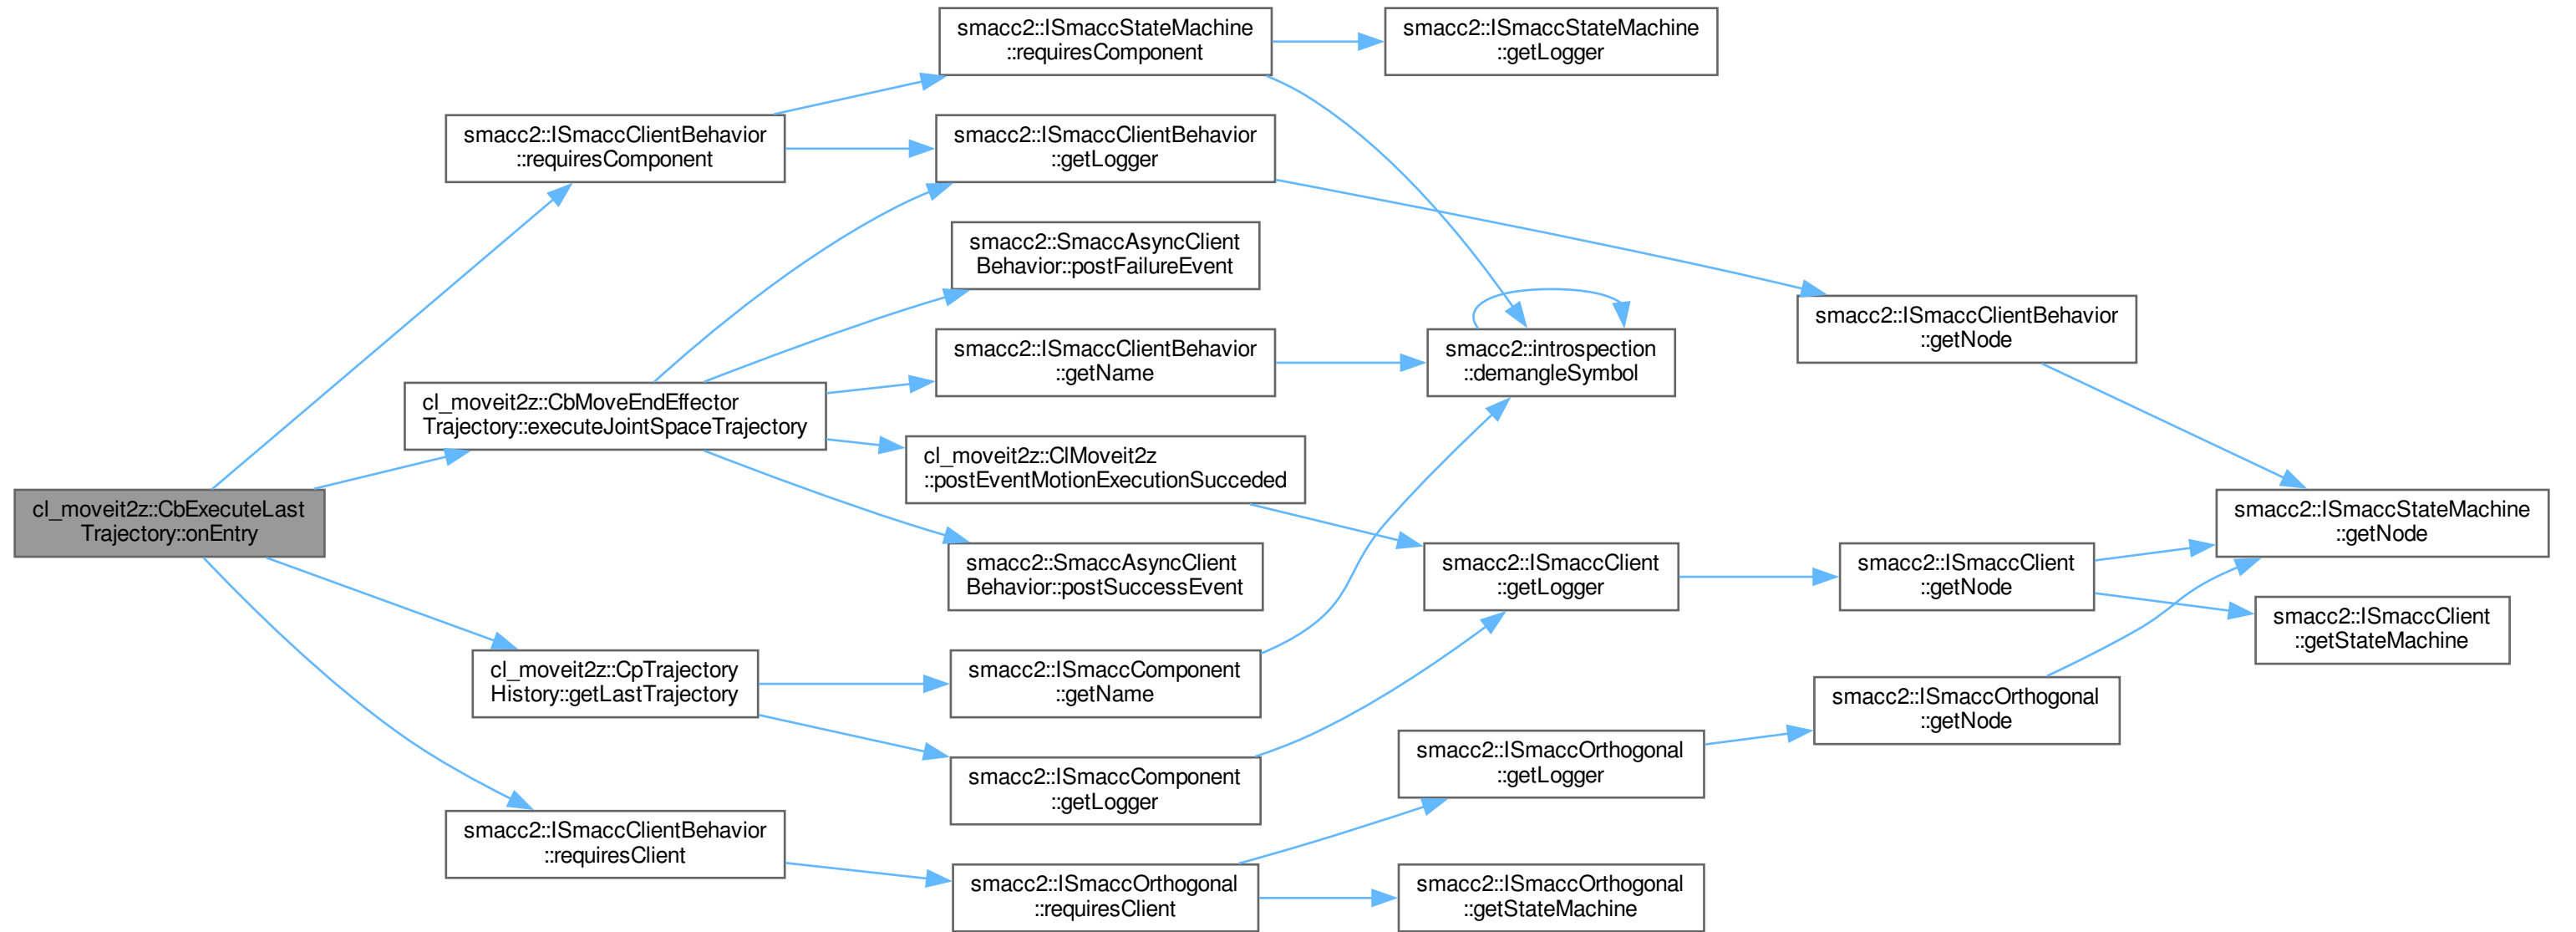 cl_moveit2z::CbExecuteLast
Trajectory::onEntry
smacc2::ISmaccClientBehavior
::requiresComponent
cl_moveit2z::CbMoveEndEffector
Trajectory::executeJointSpaceTrajectory
cl_moveit2z::CpTrajectory
History::getLastTrajectory
smacc2::ISmaccClientBehavior
::requiresClient
smacc2::ISmaccStateMachine
::requiresComponent
smacc2::ISmaccClientBehavior
::getLogger
smacc2::SmaccAsyncClient
Behavior::postFailureEvent
smacc2::ISmaccClientBehavior
::getName
cl_moveit2z::ClMoveit2z
::postEventMotionExecutionSucceded
smacc2::SmaccAsyncClient
Behavior::postSuccessEvent
smacc2::ISmaccComponent
::getName
smacc2::ISmaccComponent
::getLogger
smacc2::ISmaccOrthogonal
::requiresClient
smacc2::ISmaccStateMachine
::getLogger
smacc2::introspection
::demangleSymbol
smacc2::ISmaccClient
::getLogger
smacc2::ISmaccOrthogonal
::getLogger
smacc2::ISmaccOrthogonal
::getStateMachine
smacc2::ISmaccClientBehavior
::getNode
smacc2::ISmaccClient
::getNode
smacc2::ISmaccOrthogonal
::getNode
smacc2::ISmaccStateMachine
::getNode
smacc2::ISmaccClient
::getStateMachine